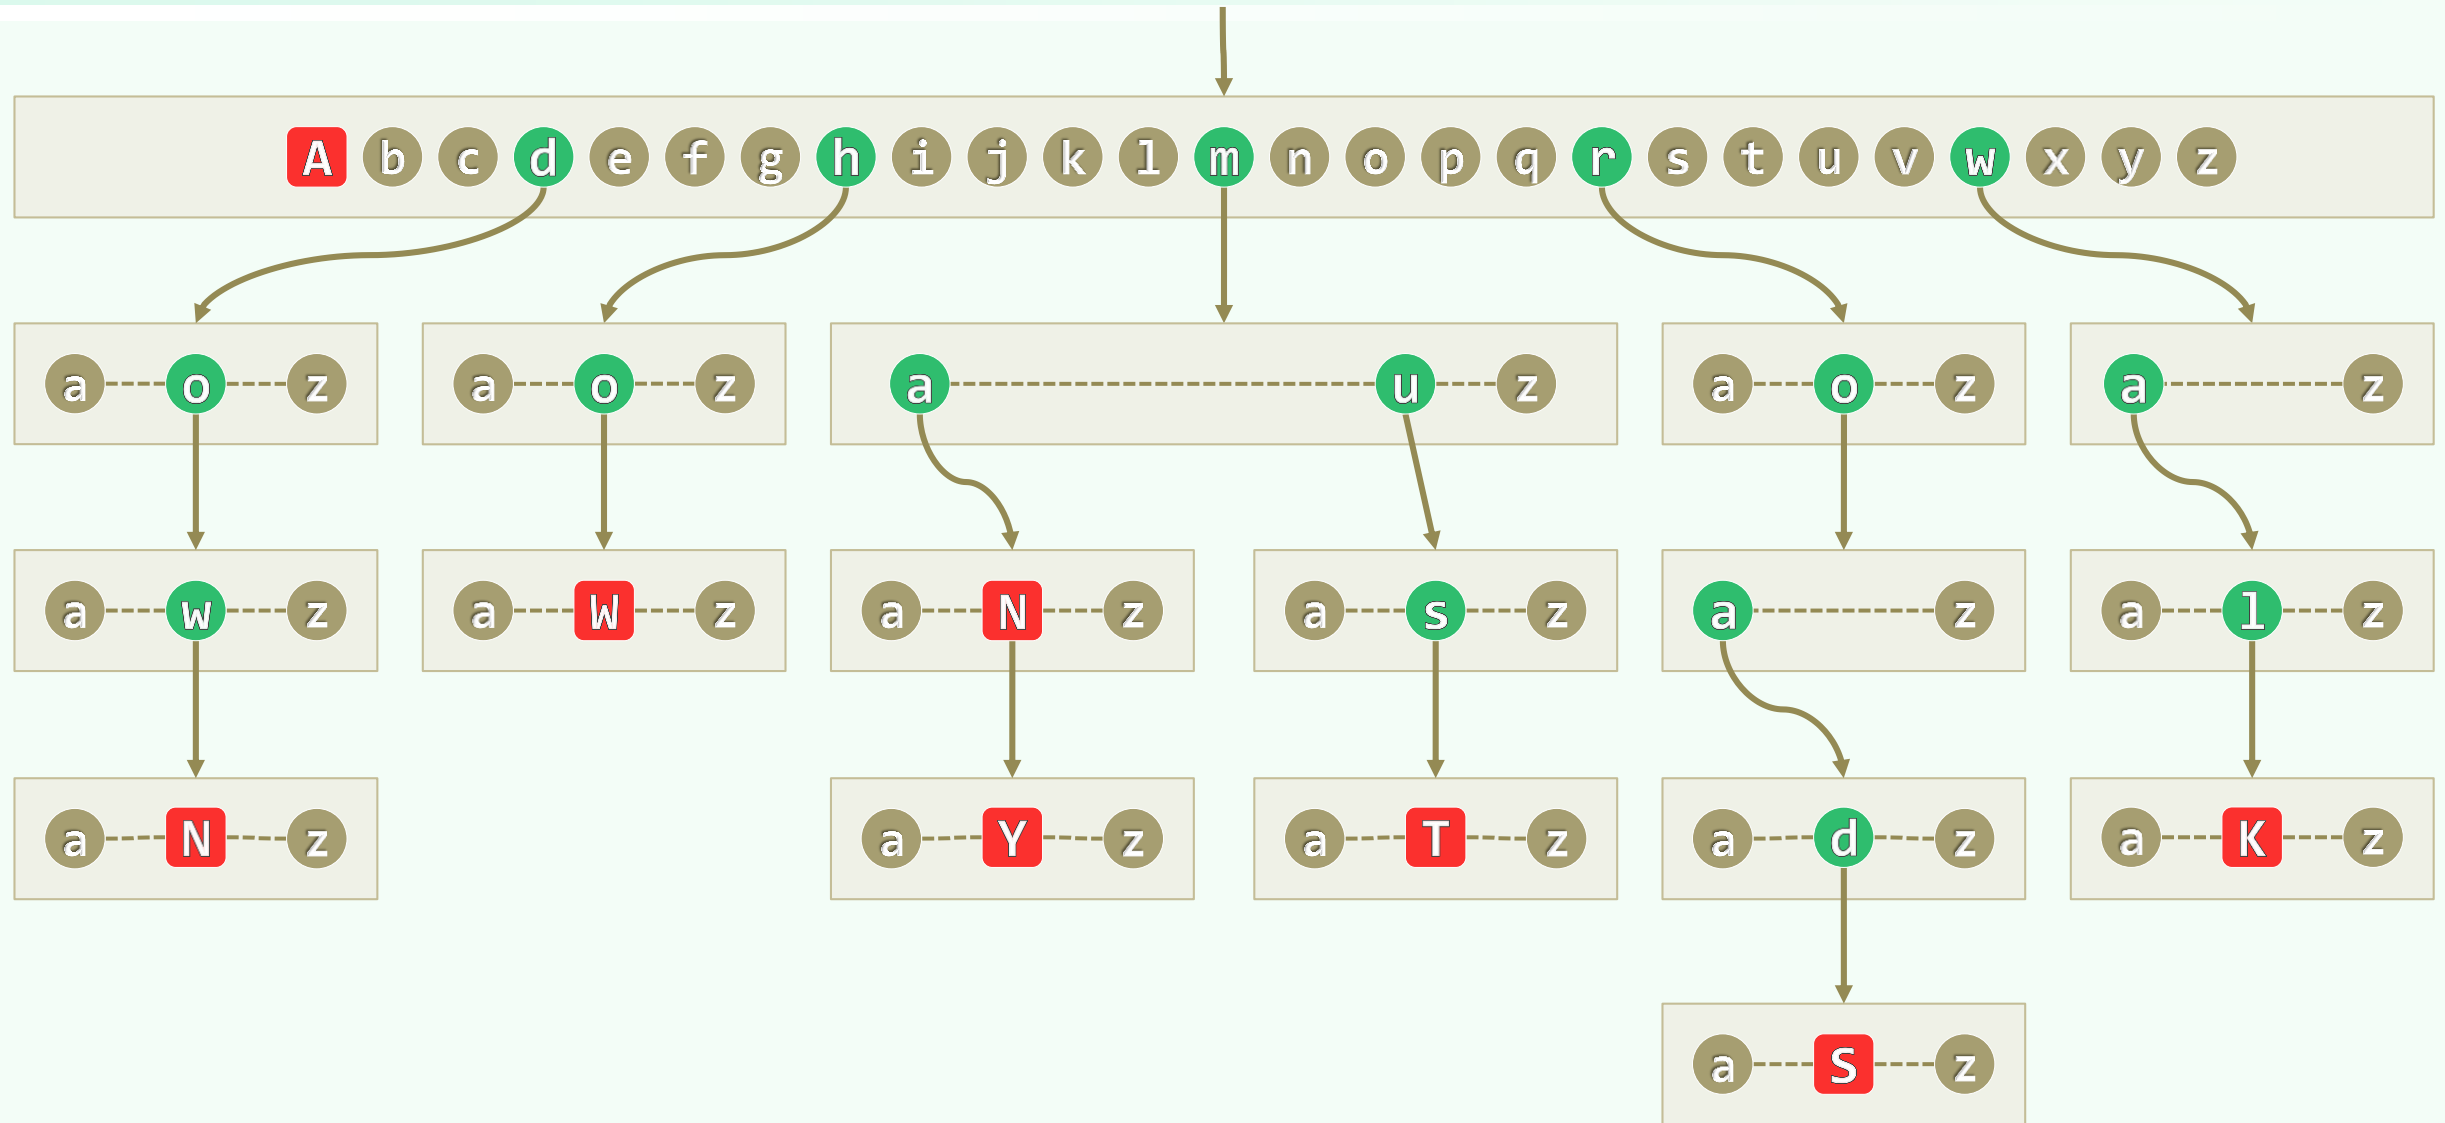 A b c d e f g h i j k l m n o p q r s t u v w x y z
a o z a o z a u z a o z a z
a w z a W z a N z a s z a z a l z
a N z a Y z a T z a d z a K z
a S z